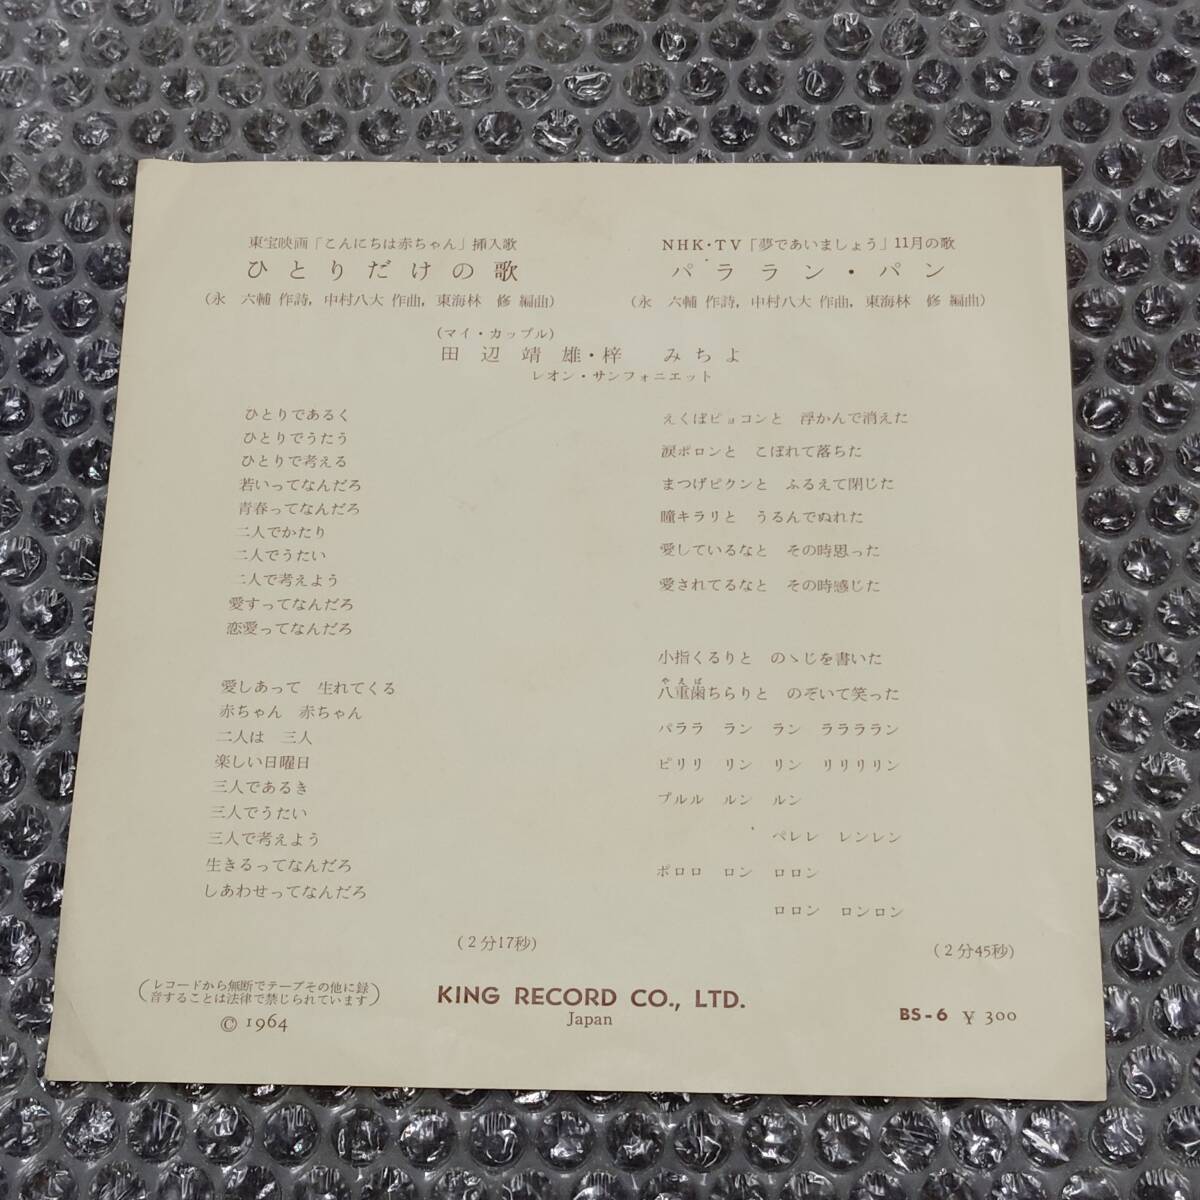 東宝映画「こんにちは赤ちゃん」挿入歌
ひとりだけの歌
(永 六輔 作詩, 中村八大 作曲, 東海林 修 編曲)
NHK・TV「夢であいましょう」11月の歌
パララン・パン
(永 六輔 作詩, 中村八大 作曲, 東海林 修 編曲)
(マイ・カップル)
田辺靖雄・梓 みちよ
レオン・サンフォニエット
ひとりであるく
ひとりでうたう
ひとりで考える
若いってなんだろ
青春ってなんだろ
二人でかたり
二人でうたい
二人で考えよう
愛すってなんだろ
恋愛ってなんだろ
愛しあって 生れてくる
赤ちゃん 赤ちゃん
二人は 三人
楽しい日曜日
三人であるき
三人でうたい
三人で考えよう
生きるってなんだろ
しあわせってなんだろ
(2分17秒)
えくぼピョコンと 浮かんで消えた
涙ポロンと こぼれて落ちた
まつげピクンと ふるえて閉じた
瞳キラリと うるんでぬれた
愛しているなと その時思った
愛されてるなと その時感じた
小指くるりと のゝじを書いた
やえば
八重歯ちらりと のぞいて笑った
パララ ラン ラン ララララン
ピリリ リン リン リリリリン
プルル ルン ルン
ペレレ レンレン
ポロロ ロン ロロン
ロロン ロンロン
(2分45秒)
(レコードから無断でテープその他に録
音することは法律で禁じられています)
© 1964
KING RECORD CO., LTD.
Japan
BS-6 ¥ 300